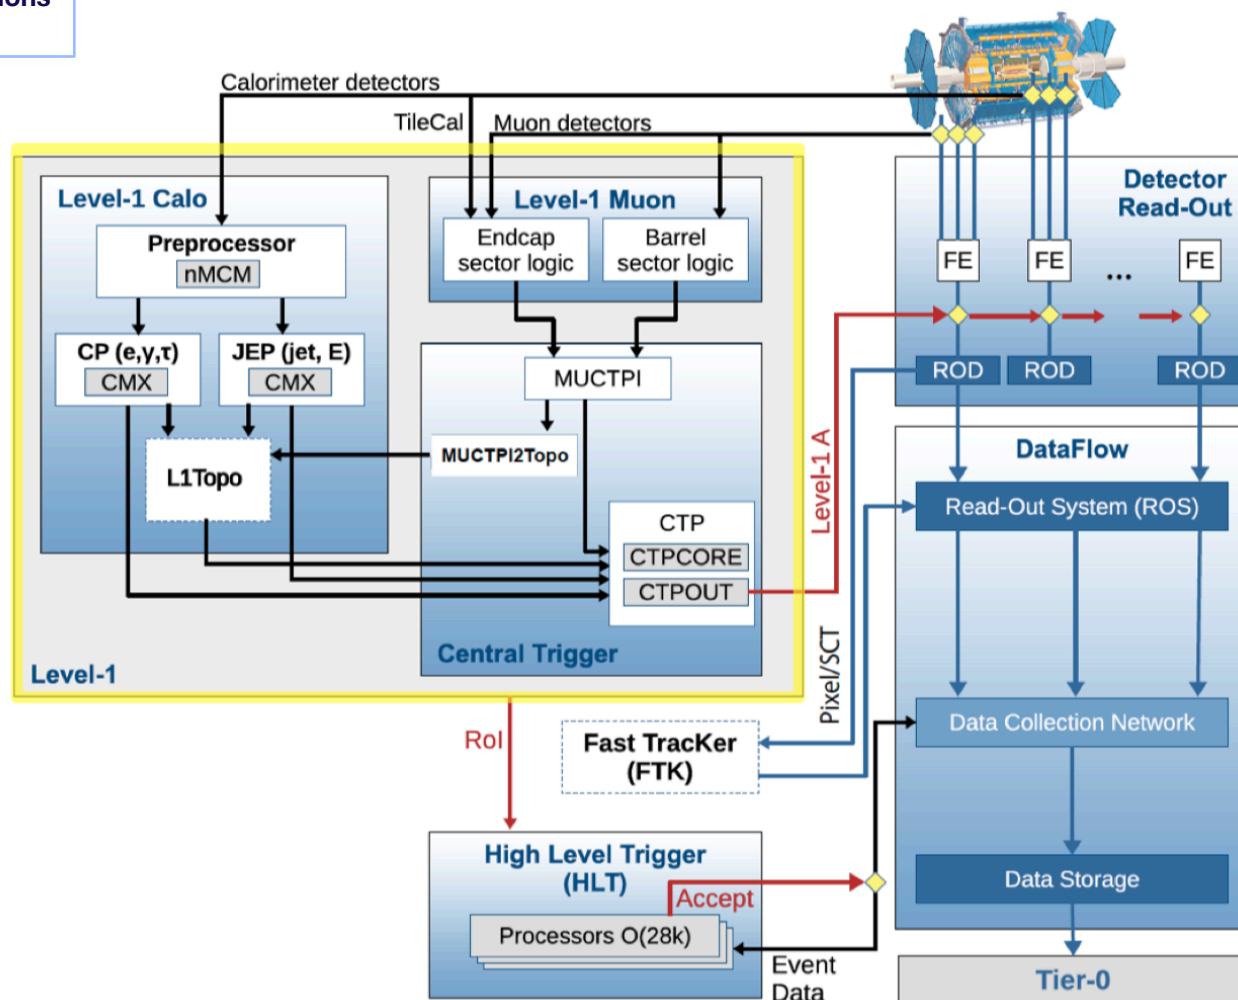 Calorimeter detectors
TileCal
Muon detectors
Level-1 Calo
Preprocessor
nMCM
CP (e,γ,τ)
CMX
JEP (jet, E)
CMX
L1Topo
Level-1 Muon
Endcap
sector logic
Barrel
sector logic
MUCTPI
MUCTPI2Topo
CTP
CTPCORE
CTPOUT
Central Trigger
Level-1
Level-1 A
Detector
Read-Out
FE
FE
...
FE
ROD
ROD
ROD
DataFlow
Read-Out System (ROS)
Data Collection Network
Data Storage
Tier-0
Pixel/SCT
RoI
Fast TracKer
(FTK)
High Level Trigger
(HLT)
Accept
Processors O(28k)
Event
Data